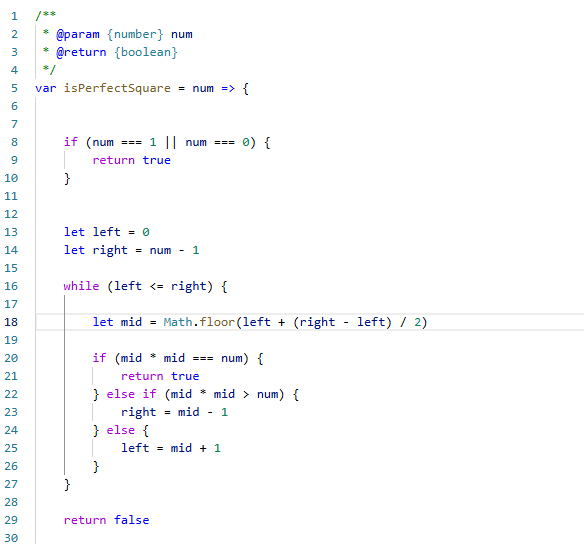 1 /**
2  * @param {number} num
3  * @return {boolean}
4  */
5 var isPerfectSquare = num => {
6
7
8     if (num === 1 || num === 0) {
9         return true
10     }
11
12
13     let left = 0
14     let right = num - 1
15
16     while (left <= right) {
17
18         let mid = Math.floor(left + (right - left) / 2)
19
20         if (mid * mid === num) {
21             return true
22         } else if (mid * mid > num) {
23             right = mid - 1
24         } else {
25             left = mid + 1
26         }
27     }
28
29     return false
30